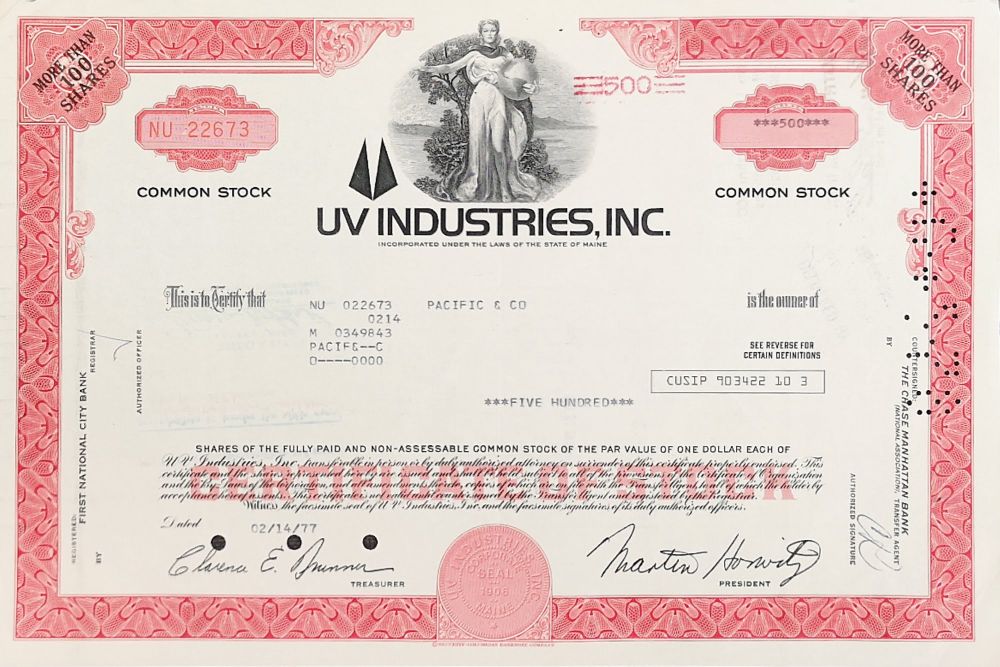 MORE THAN
100
SHARES
MORE THAN
100
SHARES
500
NU 22673
***500***
COMMON STOCK
COMMON STOCK
UV INDUSTRIES, INC.
INCORPORATED UNDER THE LAWS OF THE STATE OF MAINE
This is to Certify that
NU 022673 PACIFIC & CO
is the owner of
0214
M 0349843
PACIF&--C
0----0000
SEE REVERSE FOR
CERTAIN DEFINITIONS
CUSIP 903422 10 3
***FIVE HUNDRED***
SHARES OF THE FULLY PAID AND NON-ASSESSABLE COMMON STOCK OF THE PAR VALUE OF ONE DOLLAR EACH OF
UV Industries, Inc. transferable in person or by duly authorized attorney on surrender of this certificate properly endorsed. This
certificate and the shares represented hereby are issued and shall be held subject to all the provisions of the Certificate of Organization
and the By-Laws of the Corporation, and all amendments thereto, copies of which are on file with the Transfer Agent, to all of which the holder by
acceptance hereof assents. This certificate is not valid until countersigned by the Transfer Agent and registered by the Registrar.
Witness the facsimile seal of UV Industries, Inc. and the facsimile signatures of its duly authorized officers.
Dated
02/14/77
Clarence E. Brunner
TREASURER
Martin Horwitz
PRESIDENT
SEAL
1906
MAINE
REGISTERED:
FIRST NATIONAL CITY BANK
REGISTRAR
BY
AUTHORIZED OFFICER
COUNTERSIGNED:
THE CHASE MANHATTAN BANK
(NATIONAL ASSOCIATION), TRANSFER AGENT
BY
AUTHORIZED SIGNATURE